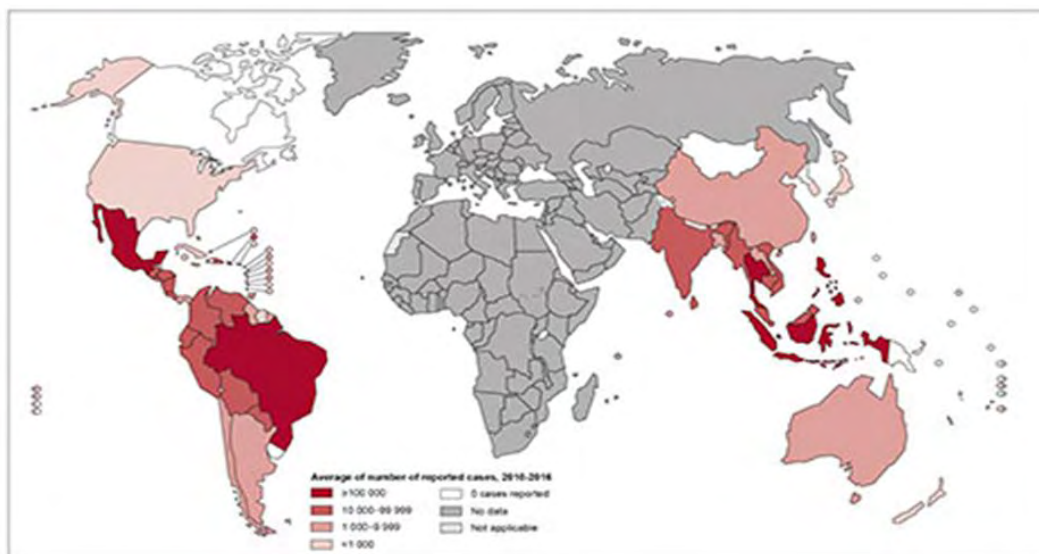 Average of number of reported cases, 2010-2016
≥100 000
10 000-99 999
1 000-9 999
<1 000
0 cases reported
No data
Not applicable